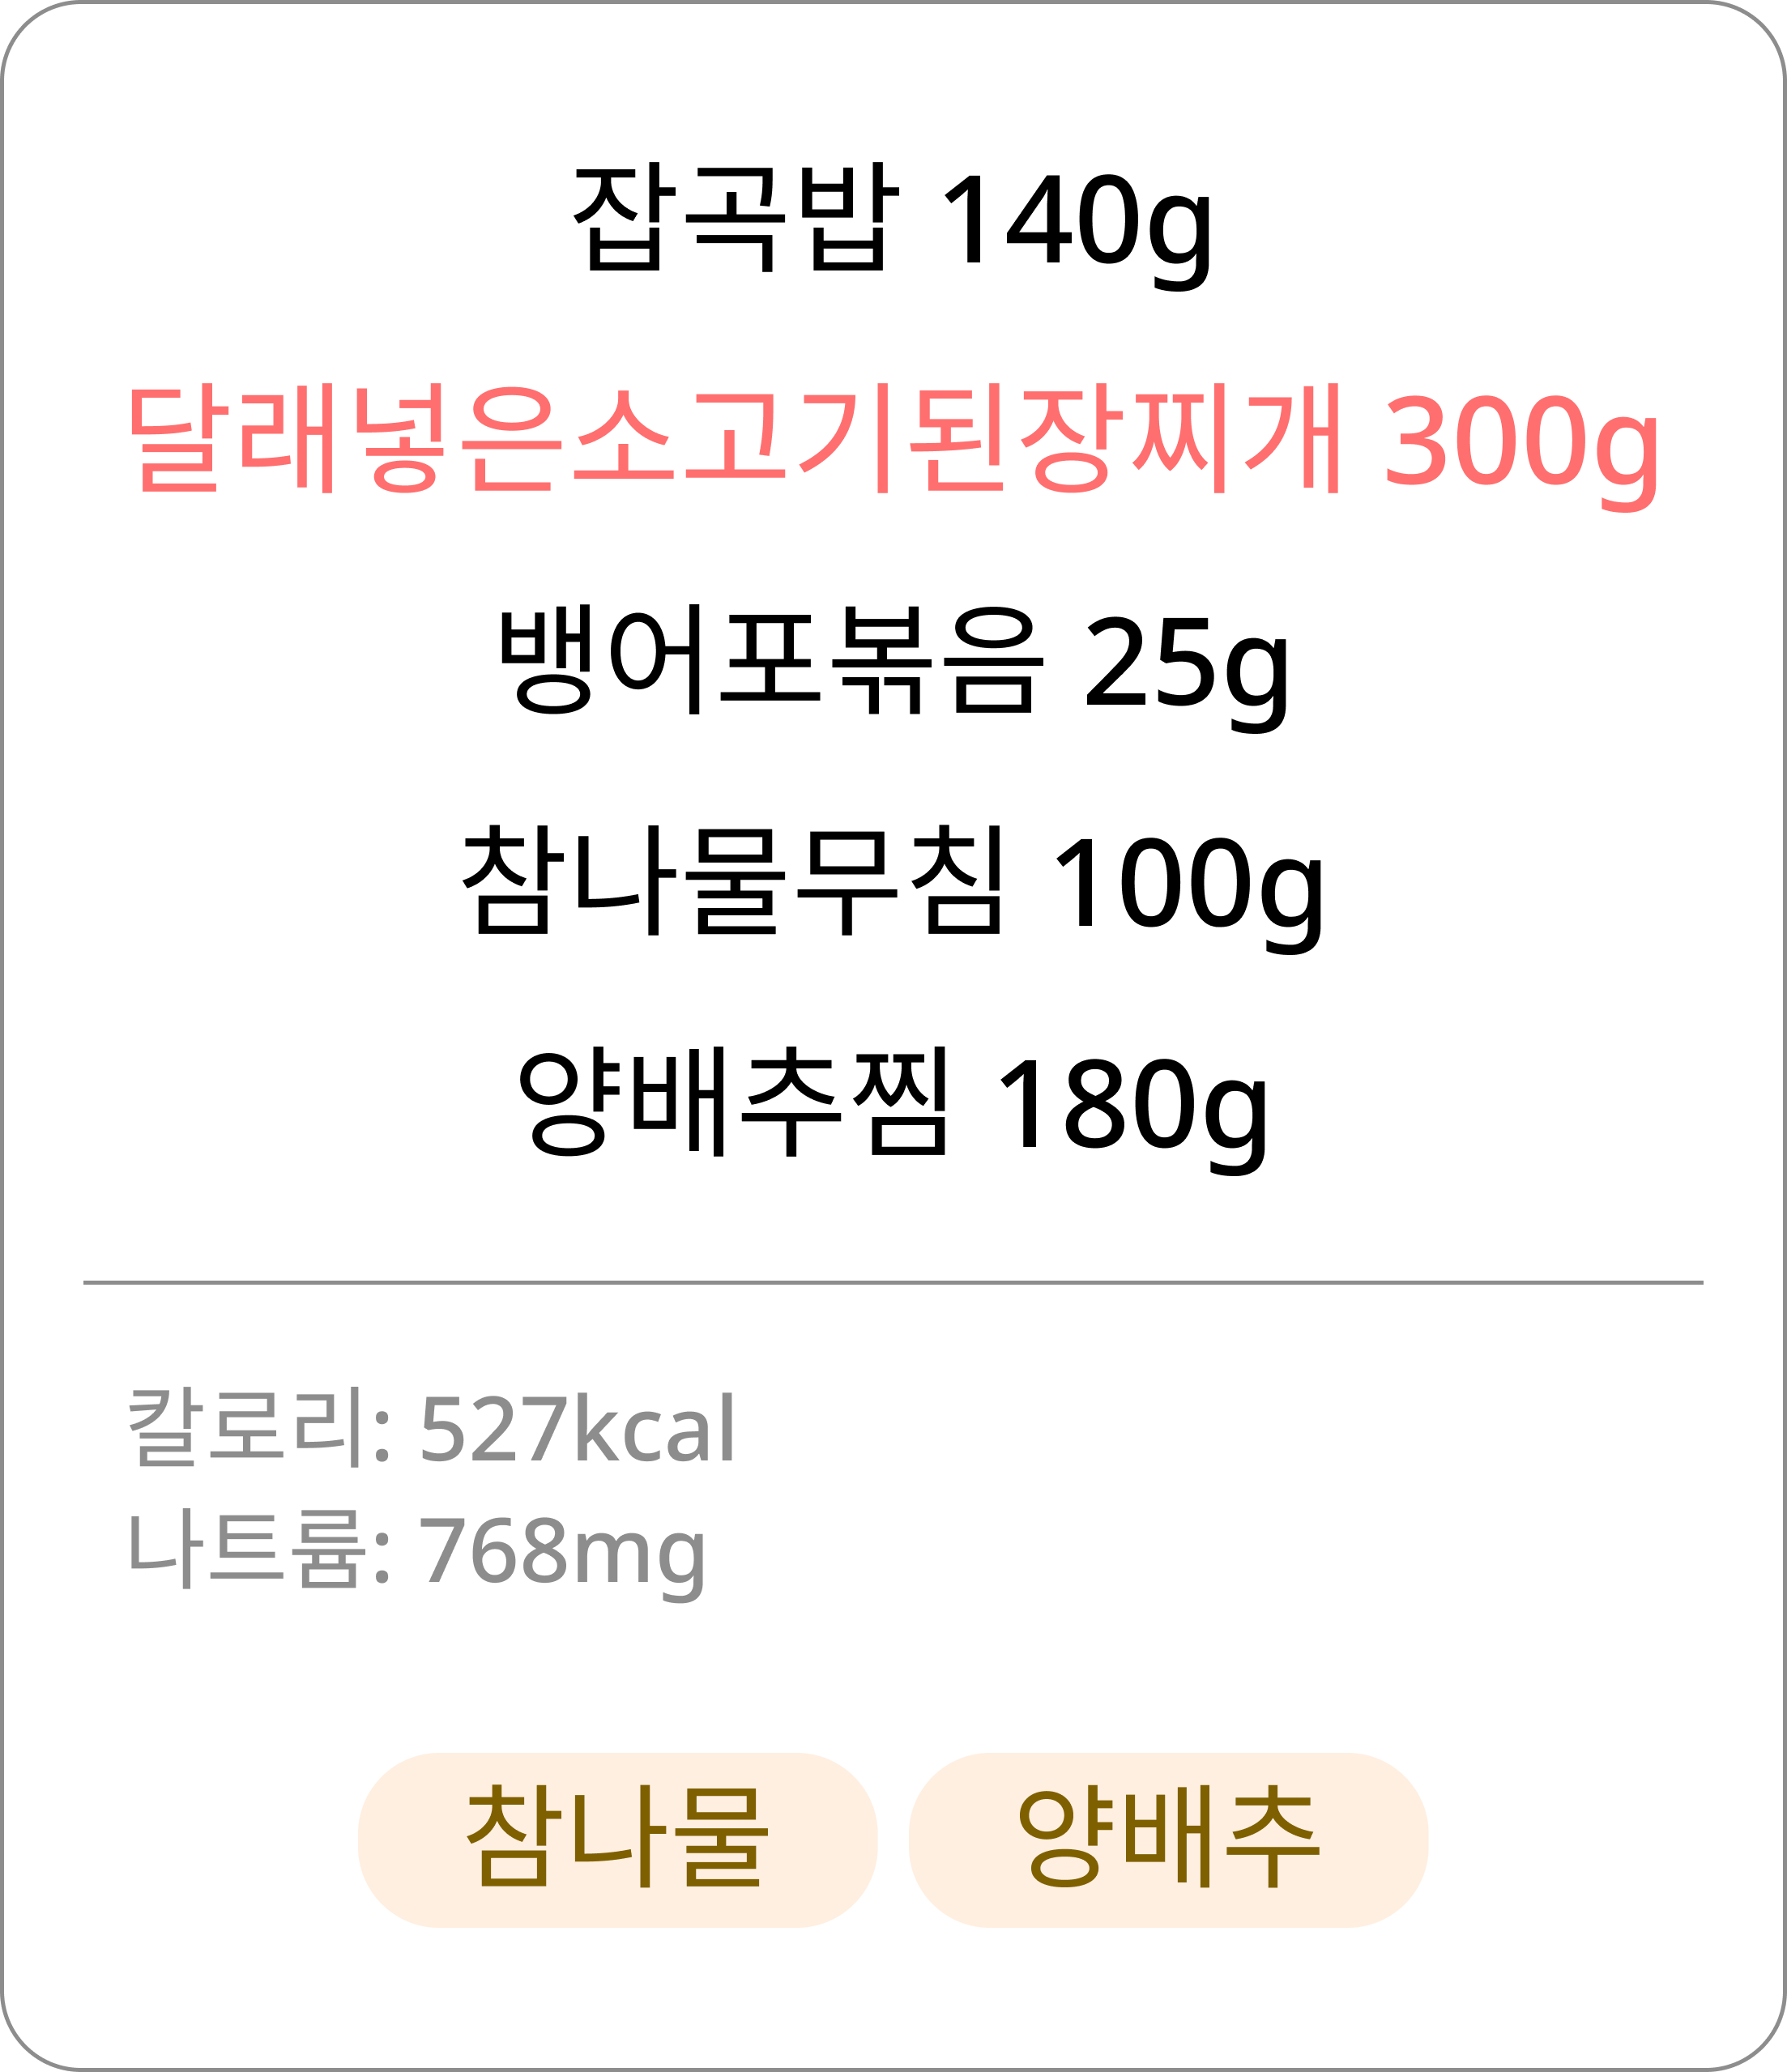 잡곡밥 140g
달래넣은소고기된장찌개 300g
뱅어포볶음 25g
참나물무침 100g
양배추찜 180g
칼로리: 527kcal
나트륨: 768mg
참나물 양배추